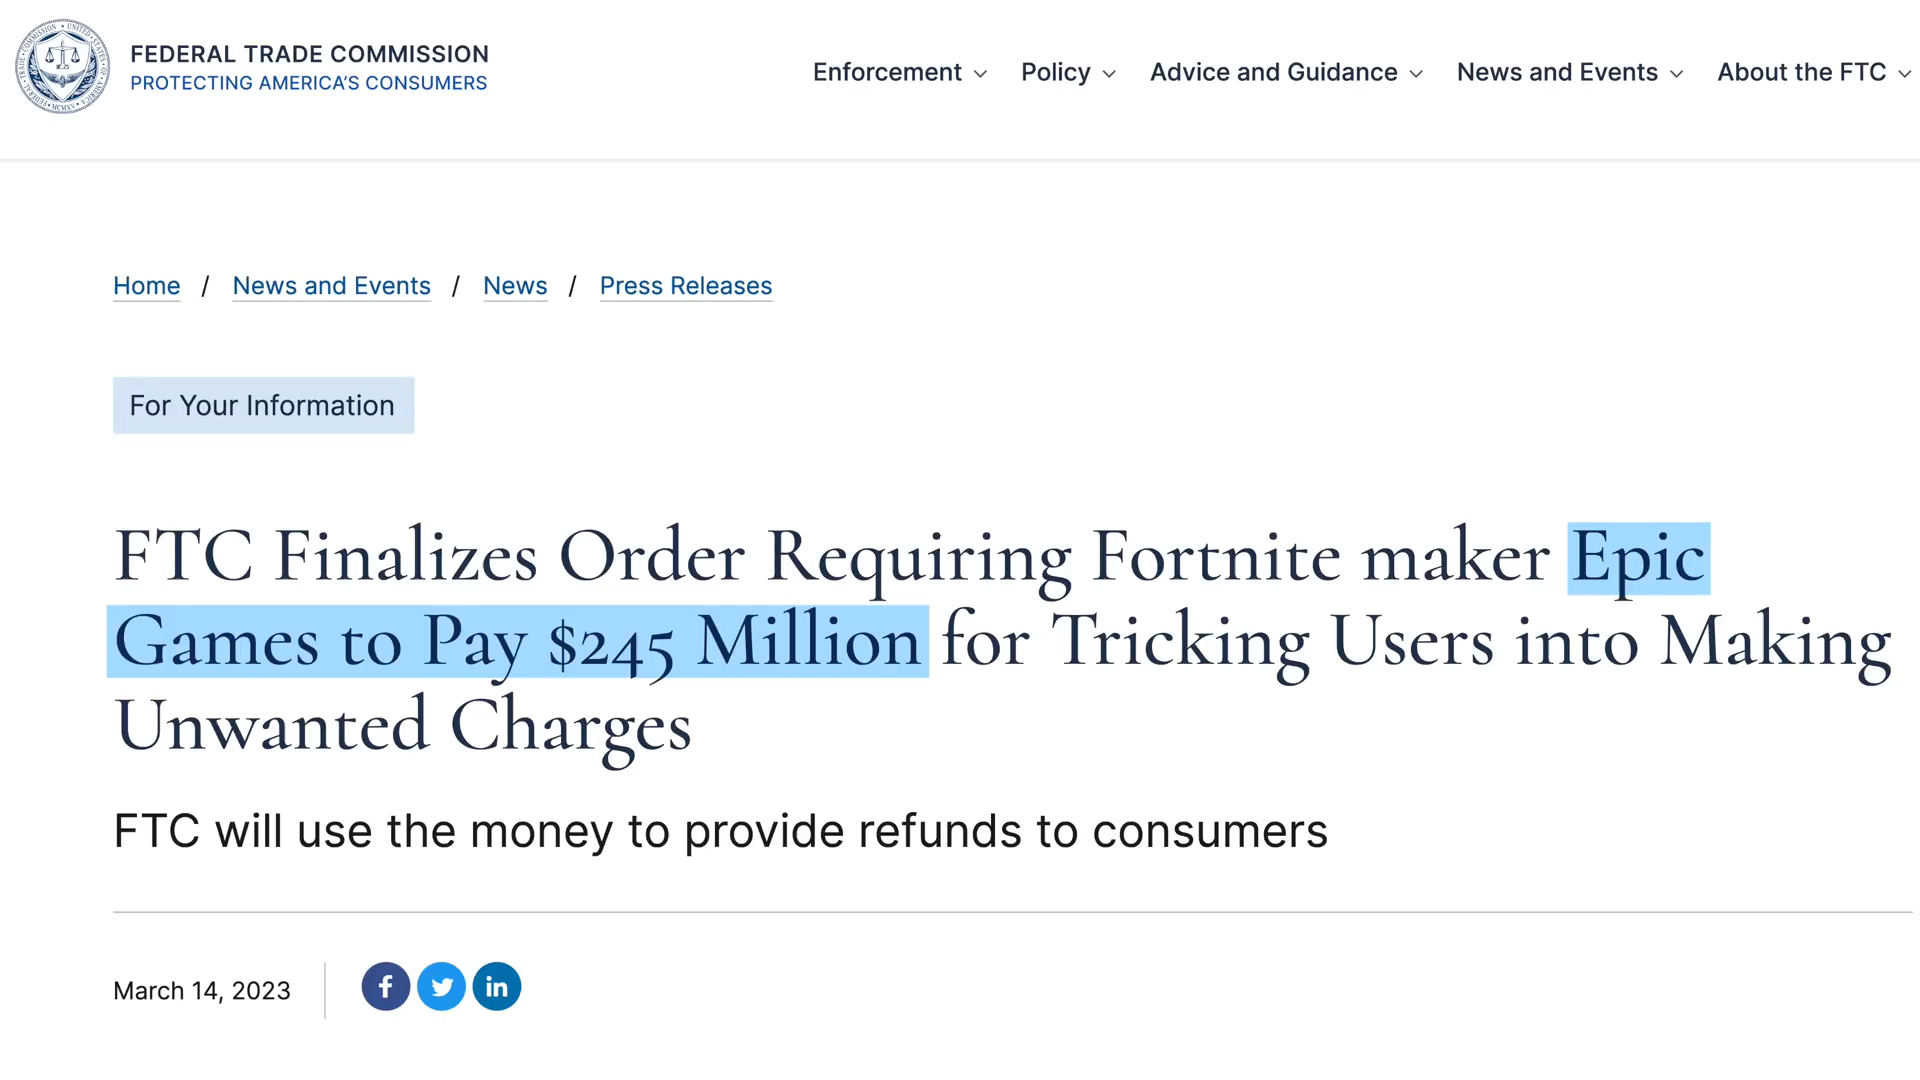 FEDERAL TRADE COMMISSION
PROTECTING AMERICA'S CONSUMERS
Enforcement Policy Advice and Guidance News and Events About the FTC
Home / News and Events / News / Press Releases
For Your Information
FTC Finalizes Order Requiring Fortnite maker Epic
Games to Pay $245 Million for Tricking Users into Making
Unwanted Charges
FTC will use the money to provide refunds to consumers
March 14, 2023